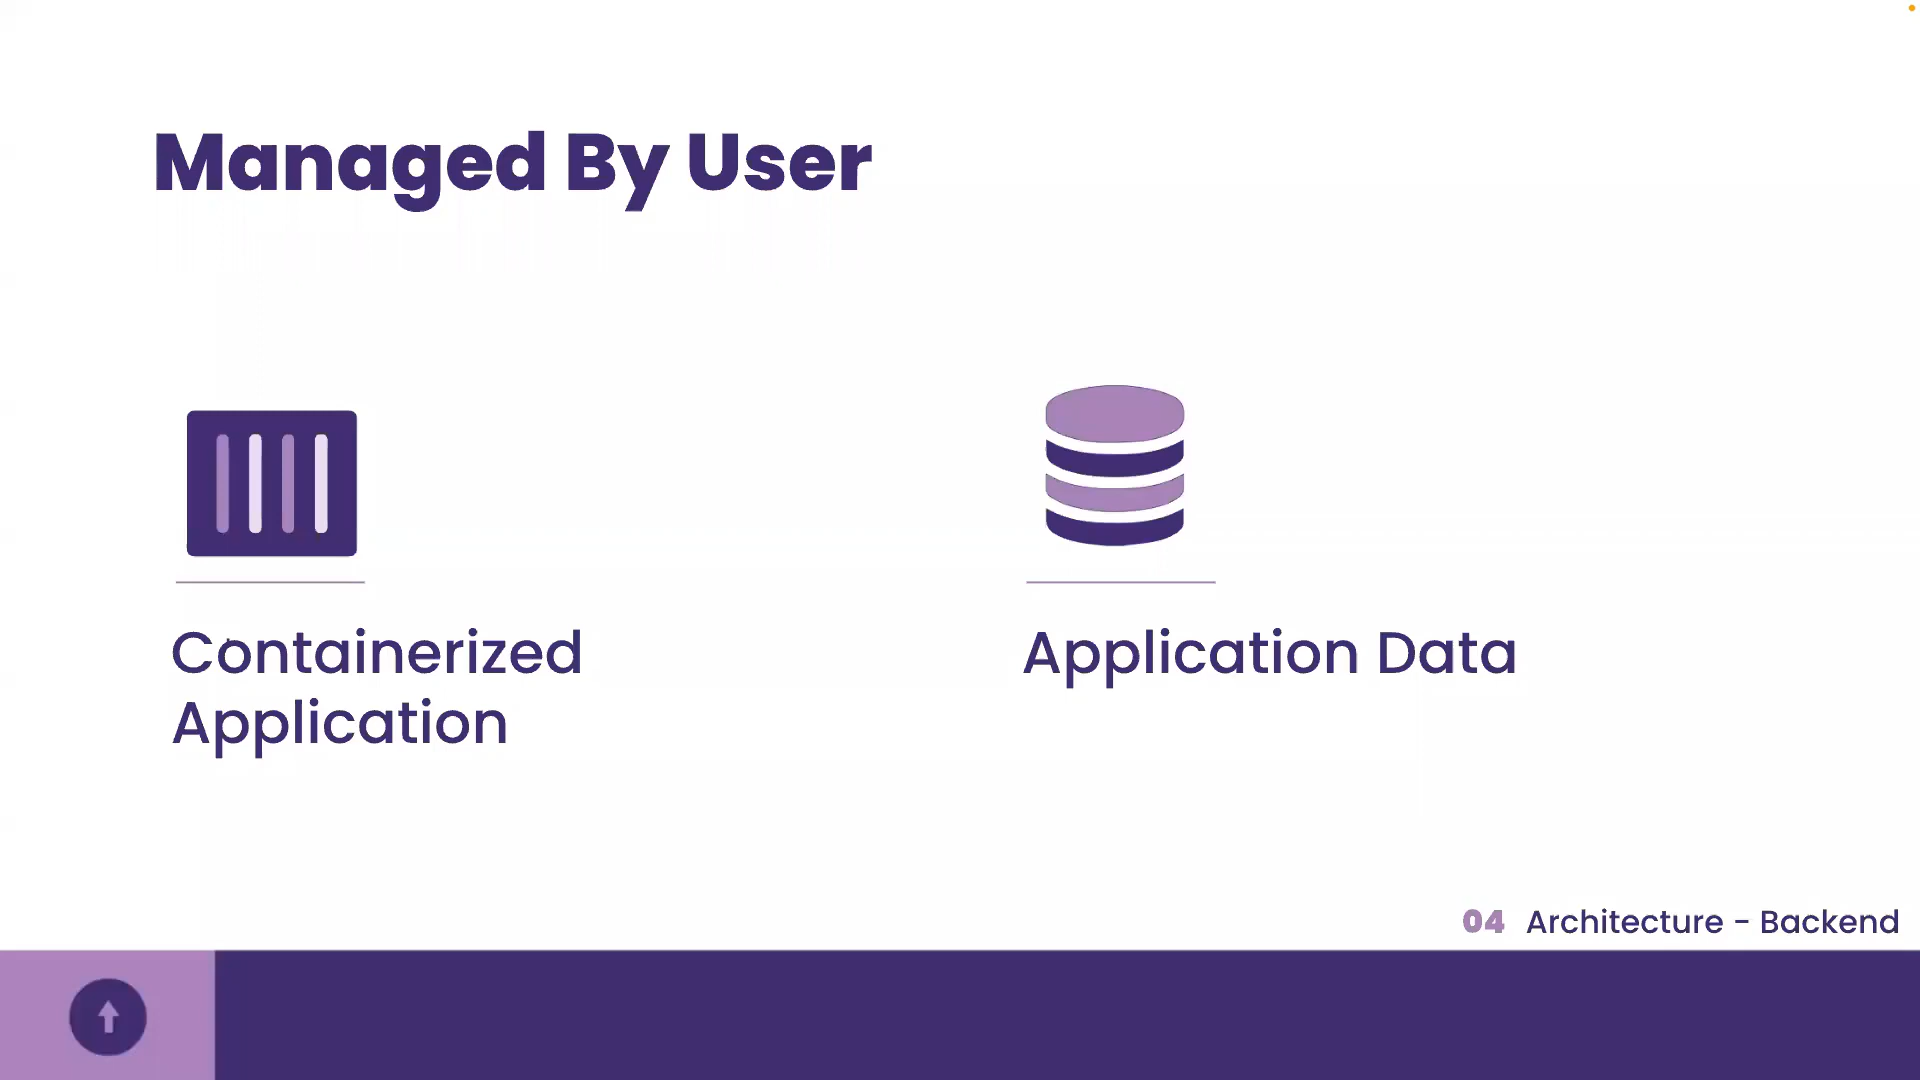 Managed By User
Containerized
Application
Application Data
04 Architecture - Backend